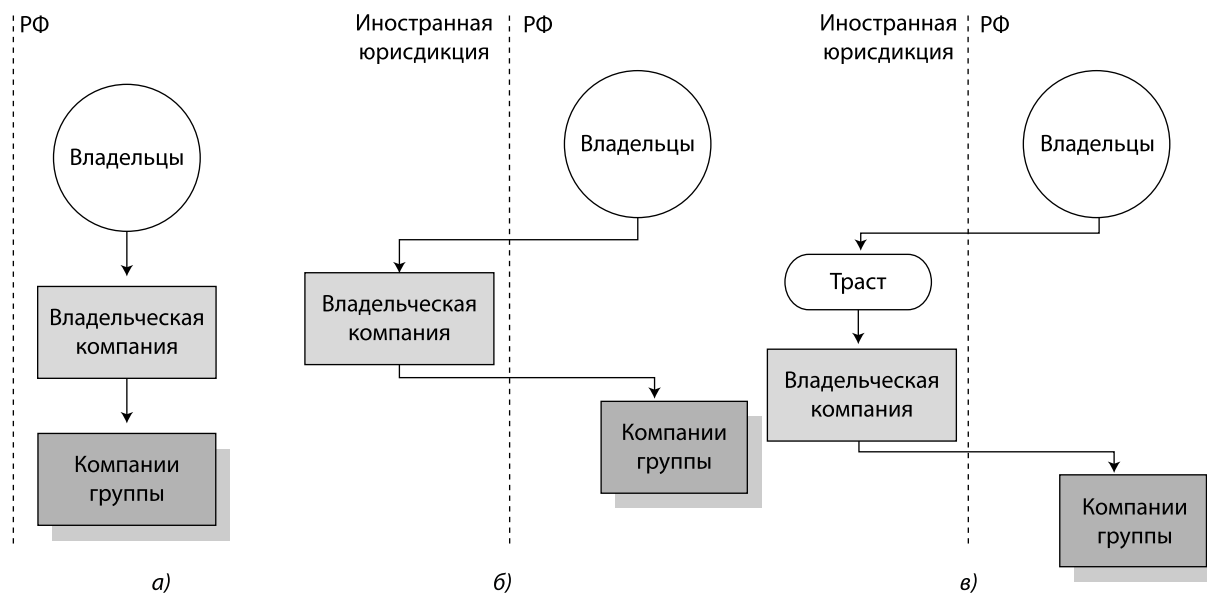 РФ
Владельцы
Владельческая
компания
Компании
группы
а)
Иностранная
юрисдикция
РФ
Владельцы
Владельческая
компания
Компании
группы
б)
Иностранная
юрисдикция
РФ
Владельцы
Траст
Владельческая
компания
Компании
группы
в)